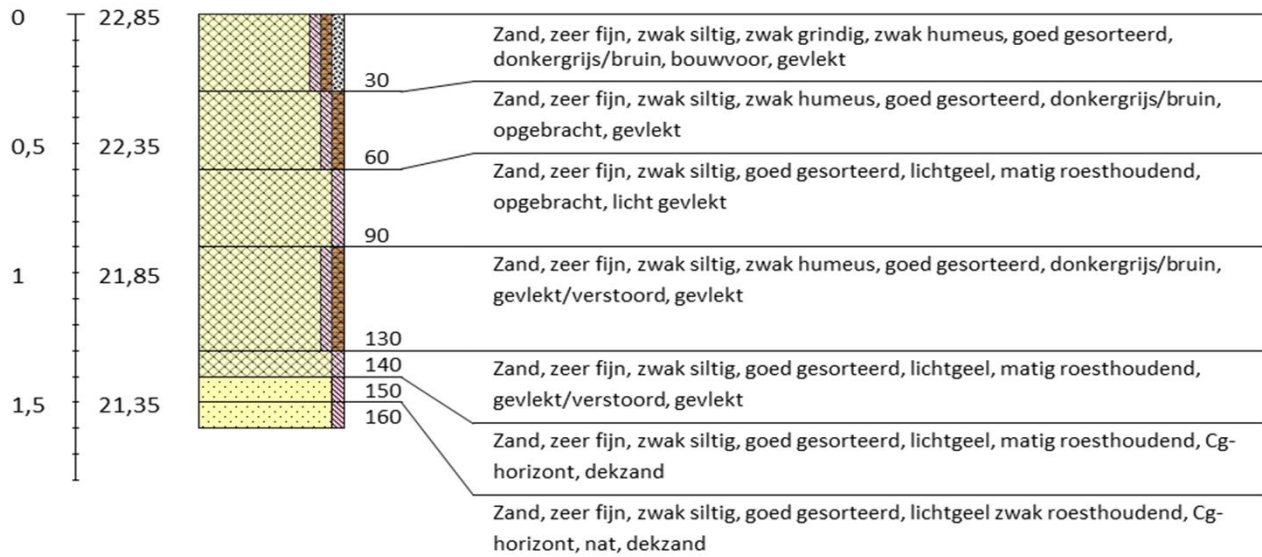 0 22,85
Zand, zeer fijn, zwak siltig, zwak grindig, zwak humeus, goed gesorteerd,
donkergrijs/bruin, bouwvoor, gevlekt
30
Zand, zeer fijn, zwak siltig, zwak humeus, goed gesorteerd, donkergrijs/bruin,
opgebracht, gevlekt
0,5 22,35
60
Zand, zeer fijn, zwak siltig, goed gesorteerd, lichtgeel, matig roesthoudend,
opgebracht, licht gevlekt
90
1 21,85
Zand, zeer fijn, zwak siltig, zwak humeus, goed gesorteerd, donkergrijs/bruin,
gevlekt/verstoord, gevlekt
130
140
Zand, zeer fijn, zwak siltig, goed gesorteerd, lichtgeel, matig roesthoudend,
gevlekt/verstoord, gevlekt
150
1,5 21,35
160
Zand, zeer fijn, zwak siltig, goed gesorteerd, lichtgeel, matig roesthoudend, Cg-
horizont, dekzand
Zand, zeer fijn, zwak siltig, goed gesorteerd, lichtgeel zwak roesthoudend, Cg-
horizont, nat, dekzand